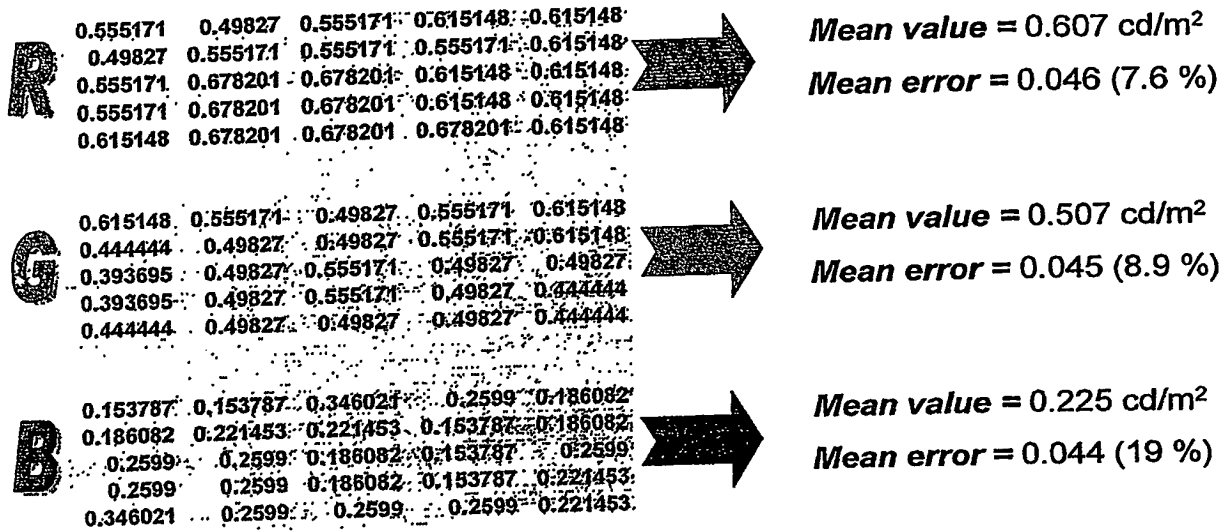 R
0.555171 0.49827 0.555171 0.615148 0.615148
0.49827 0.555171 0.555171 0.555171 0.615148
0.555171 0.678201 0.678201 0.615148 0.615148
0.555171 0.678201 0.678201 0.615148 0.615148
0.615148 0.678201 0.678201 0.678201 0.615148
Mean value = 0.607 cd/m²
Mean error = 0.046 (7.6 %)
G
0.615148 0.555171 0.49827 0.555171 0.615148
0.444444 0.49827 0.49827 0.555171 0.615148
0.393695 0.49827 0.555171 0.49827 0.49827
0.393695 0.49827 0.555171 0.49827 0.444444
0.444444 0.49827 0.49827 0.49827 0.444444
Mean value = 0.507 cd/m²
Mean error = 0.045 (8.9 %)
B
0.153787 0.153787 0.346021 0.2599 0.186082
0.186082 0.221453 0.221453 0.153787 0.186082
0.2599 0.2599 0.186082 0.153787 0.2599
0.2599 0.2599 0.186082 0.153787 0.221453
0.346021 0.2599 0.2599 0.2599 0.221453
Mean value = 0.225 cd/m²
Mean error = 0.044 (19 %)